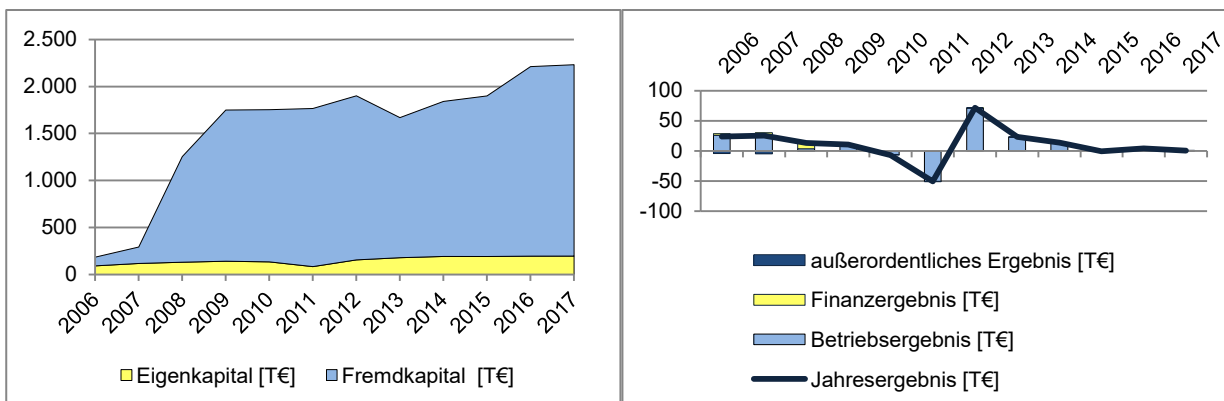 2.500
2.000
1.500
1.000
500
0
2006 2007 2008 2009 2010 2011 2012 2013 2014 2015 2016 2017
Eigenkapital [T€] Fremdkapital [T€]
2006 2007 2008 2009 2010 2011 2012 2013 2014 2015 2016 2017
100
50
0
-50
-100
außerordentliches Ergebnis [T€]
Finanzergebnis [T€]
Betriebsergebnis [T€]
Jahresergebnis [T€]